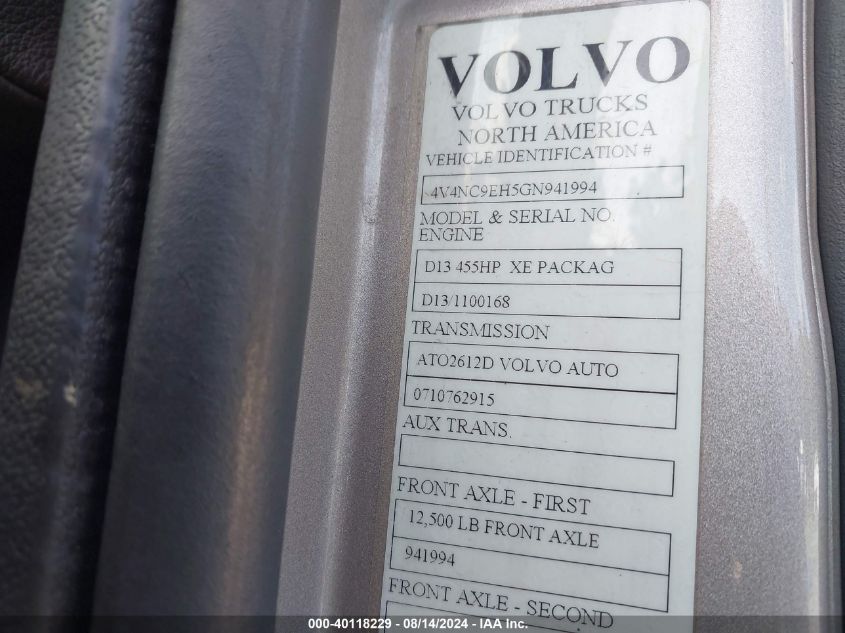 VOLVO
VOLVO TRUCKS
NORTH AMERICA
VEHICLE IDENTIFICATION #
4V4NC9EH5GN941994
MODEL & SERIAL NO.
ENGINE
D13 455HP XE PACKAG
D13/1100168
TRANSMISSION
ATO2612D VOLVO AUTO
0710762915
AUX TRANS.
FRONT AXLE - FIRST
12,500 LB FRONT AXLE
941994
FRONT AXLE - SECOND
000-40118229 - 08/14/2024 - IAA Inc.